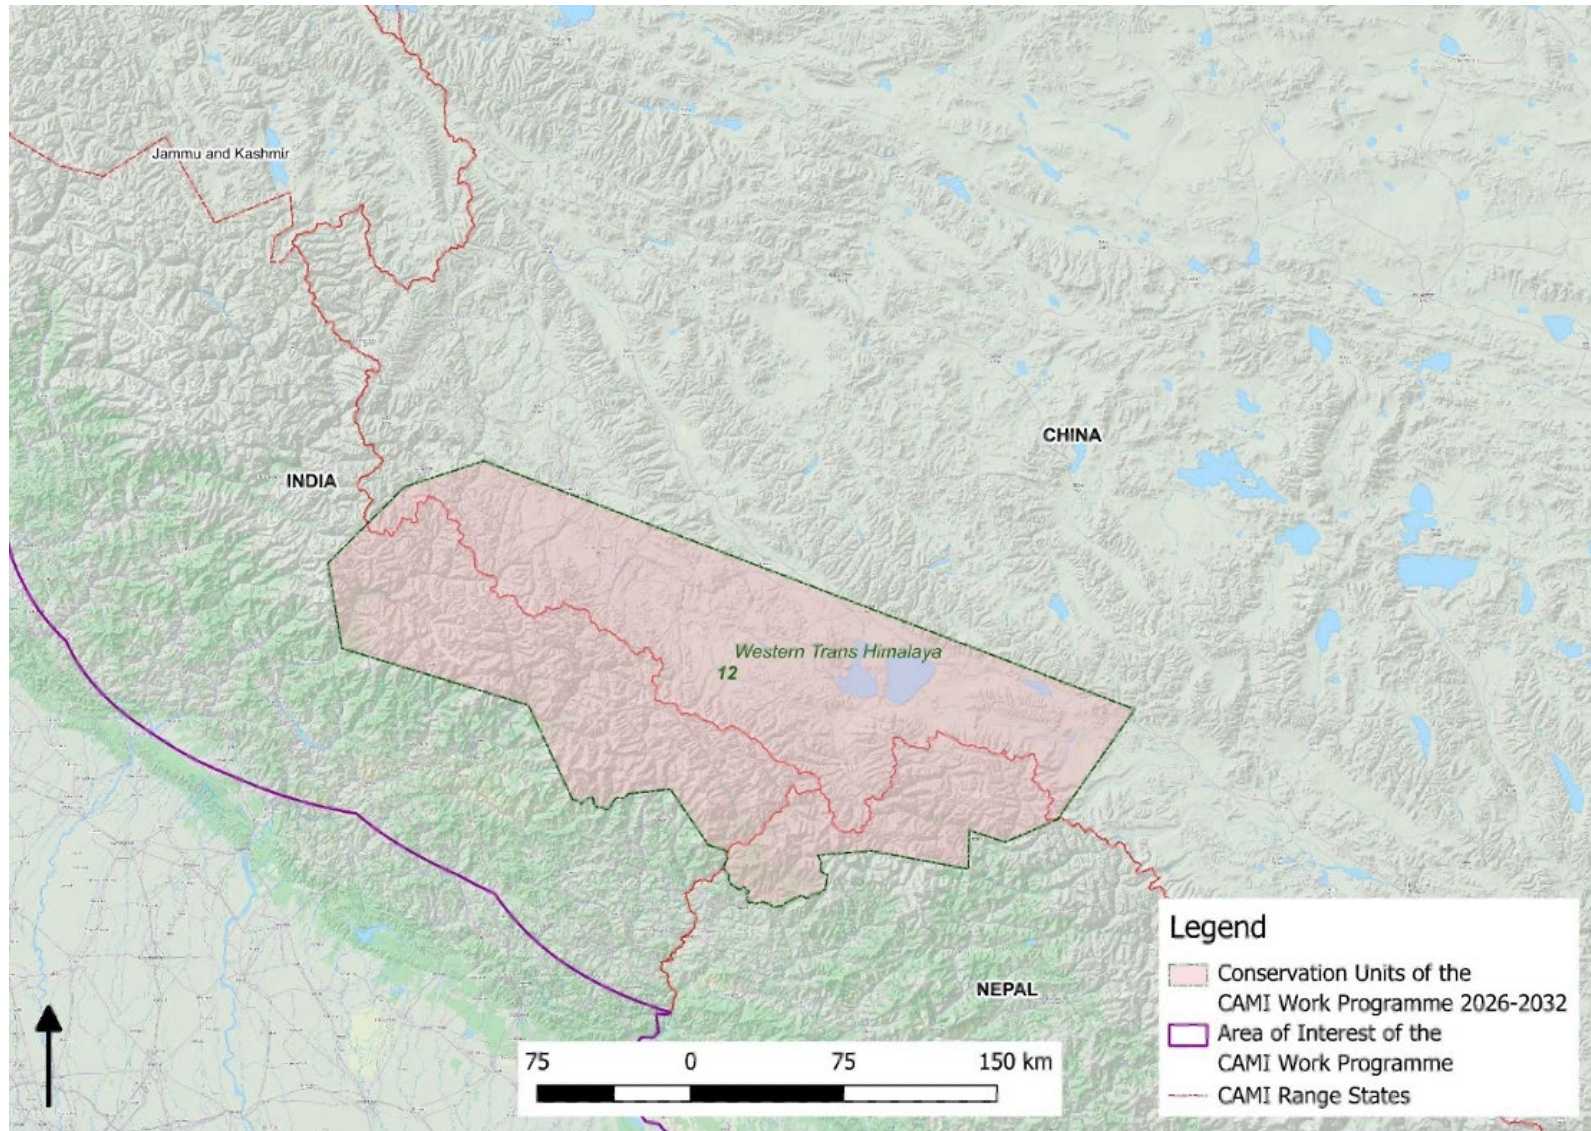 Jammu and Kashmir
CHINA
INDIA
Western Trans Himalaya
12
NEPAL
Legend
Conservation Units of the
CAMI Work Programme 2026-2032
Area of Interest of the
CAMI Work Programme
CAMI Range States
75 0 75 150 km